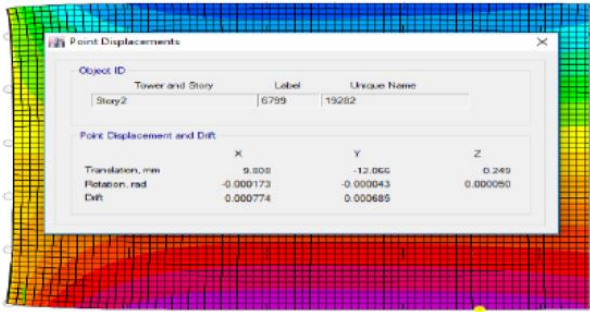 Point Displacements
Object ID
Tower and Story Label Unique Name
Story2 6799 19282
Point Displacement and Drift
X Y Z
Translation, mm 9.808 -12.066 0.249
Rotation, rad -0.000173 -0.000043 0.000050
Drift 0.000774 0.000685